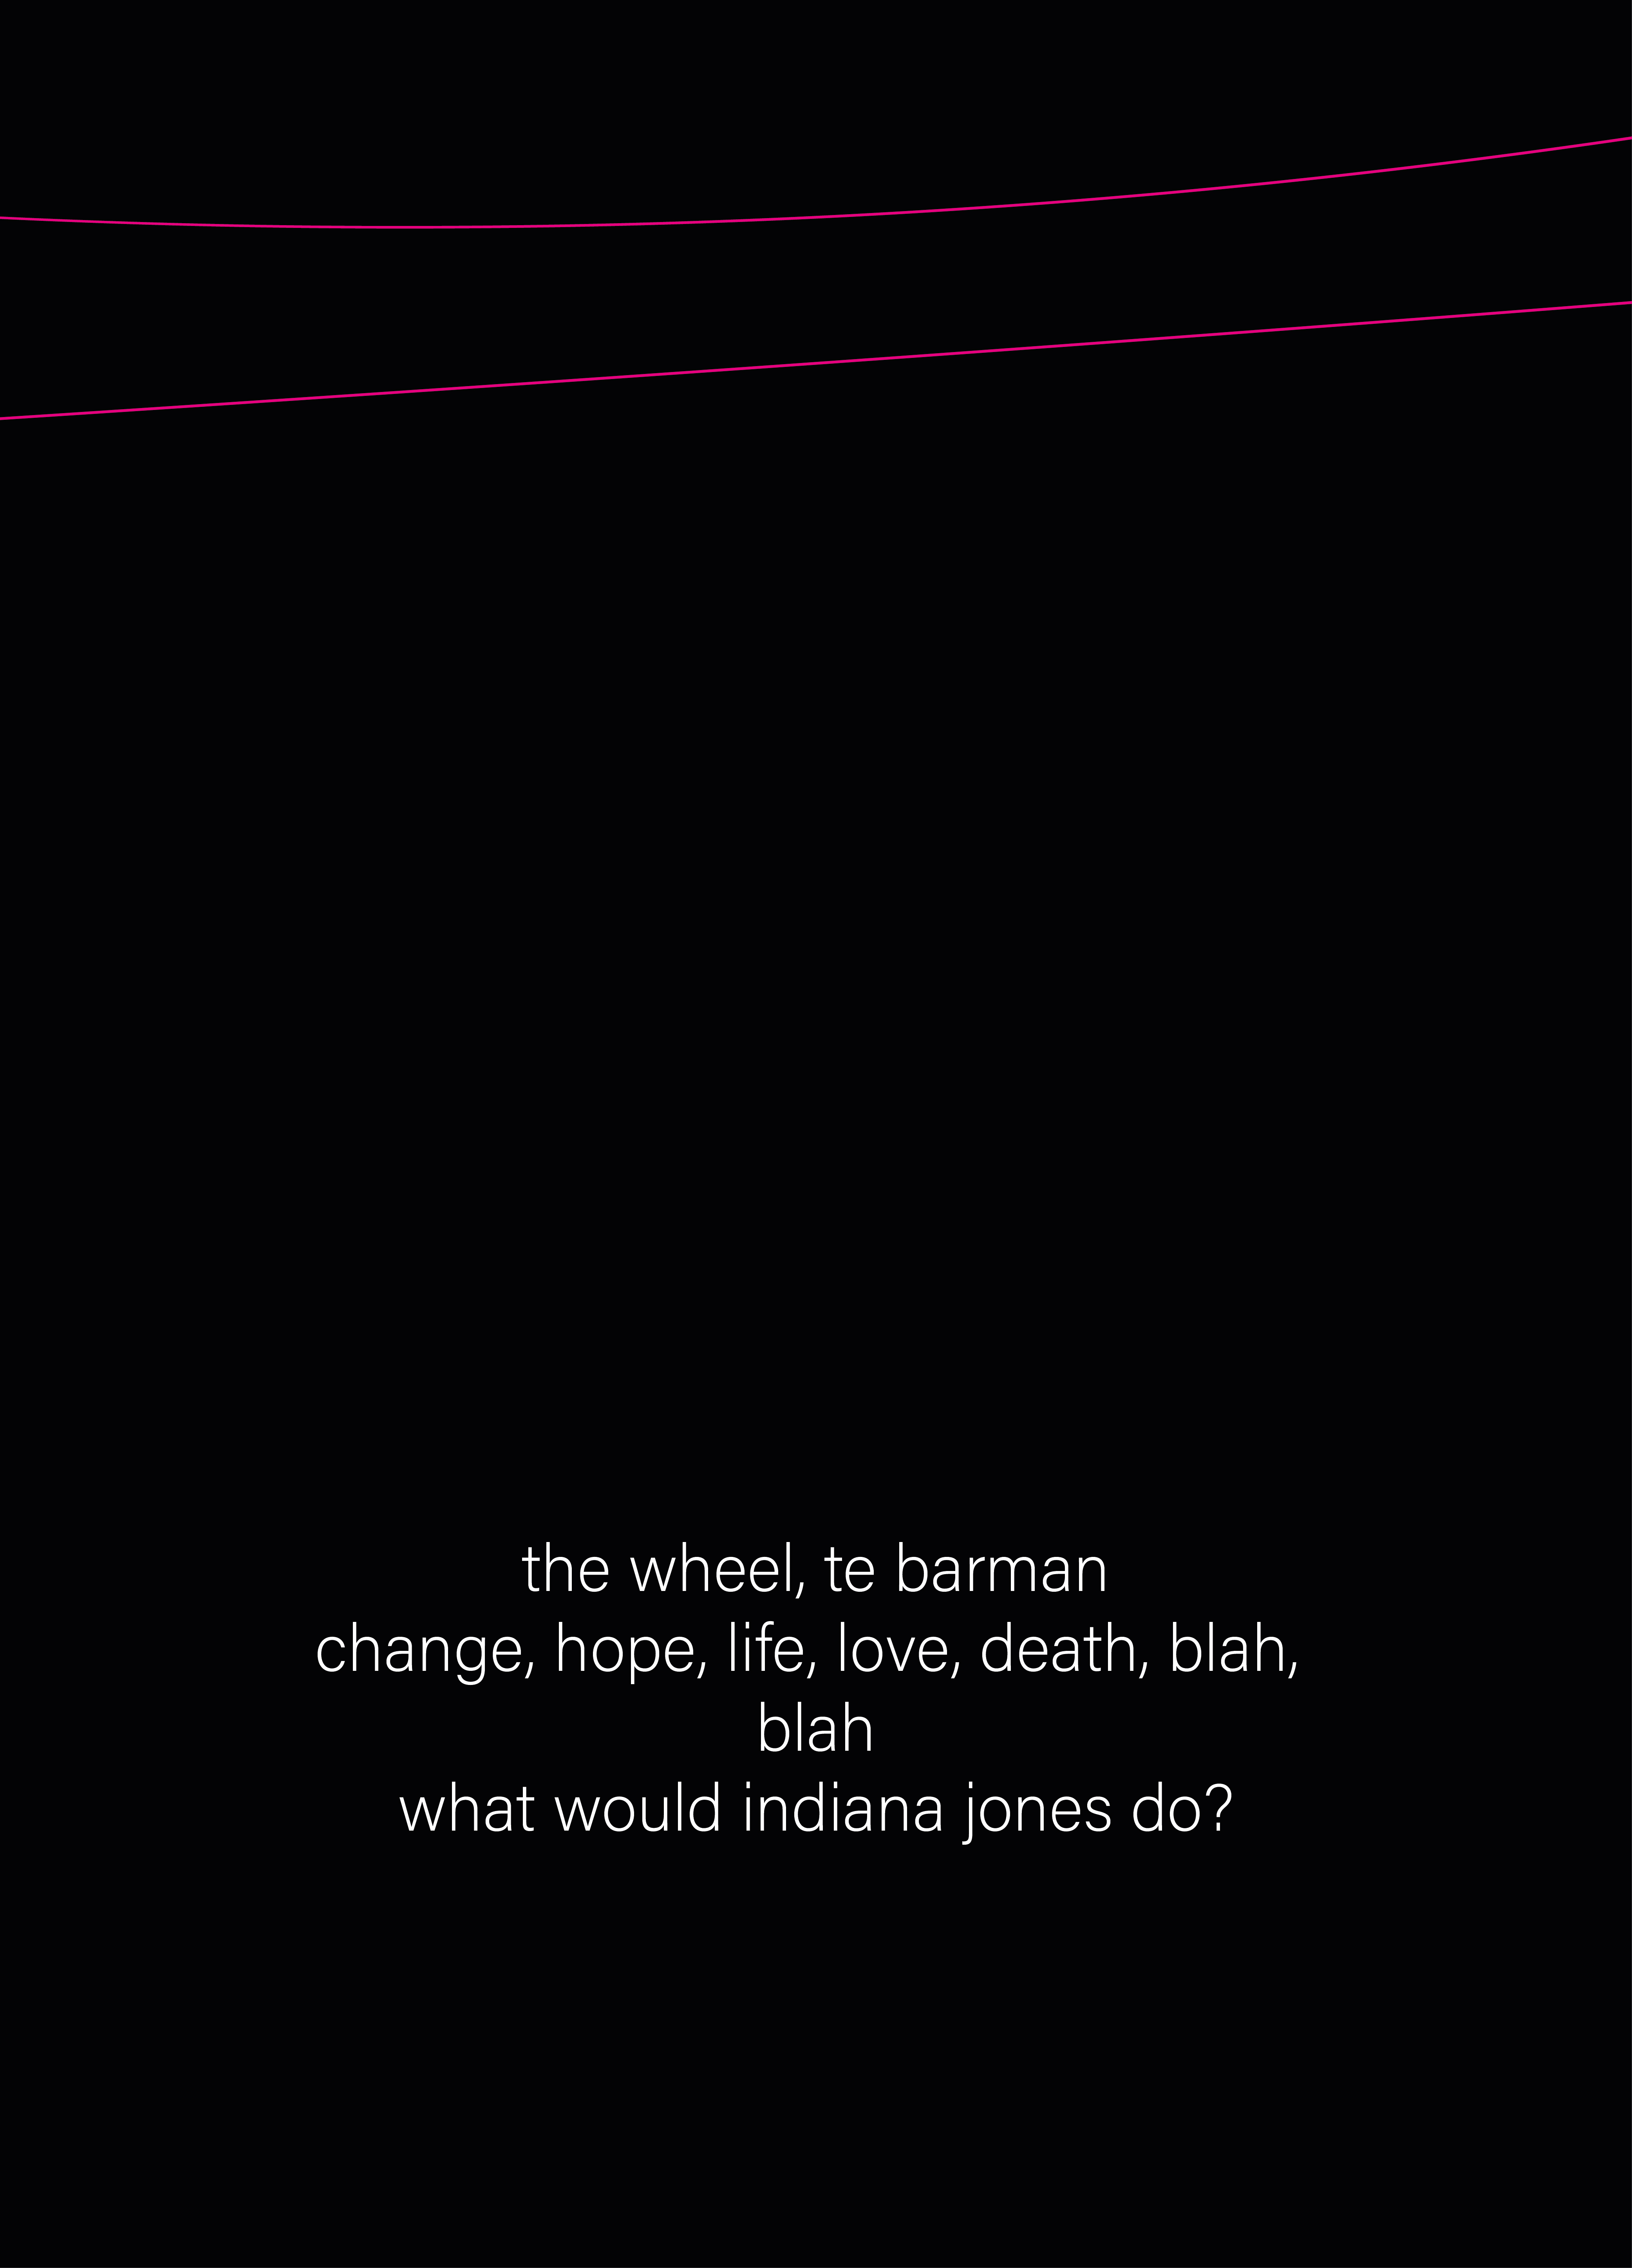 the wheel, te barman
change, hope, life, love, death, blah,
blah
what would indiana jones do?